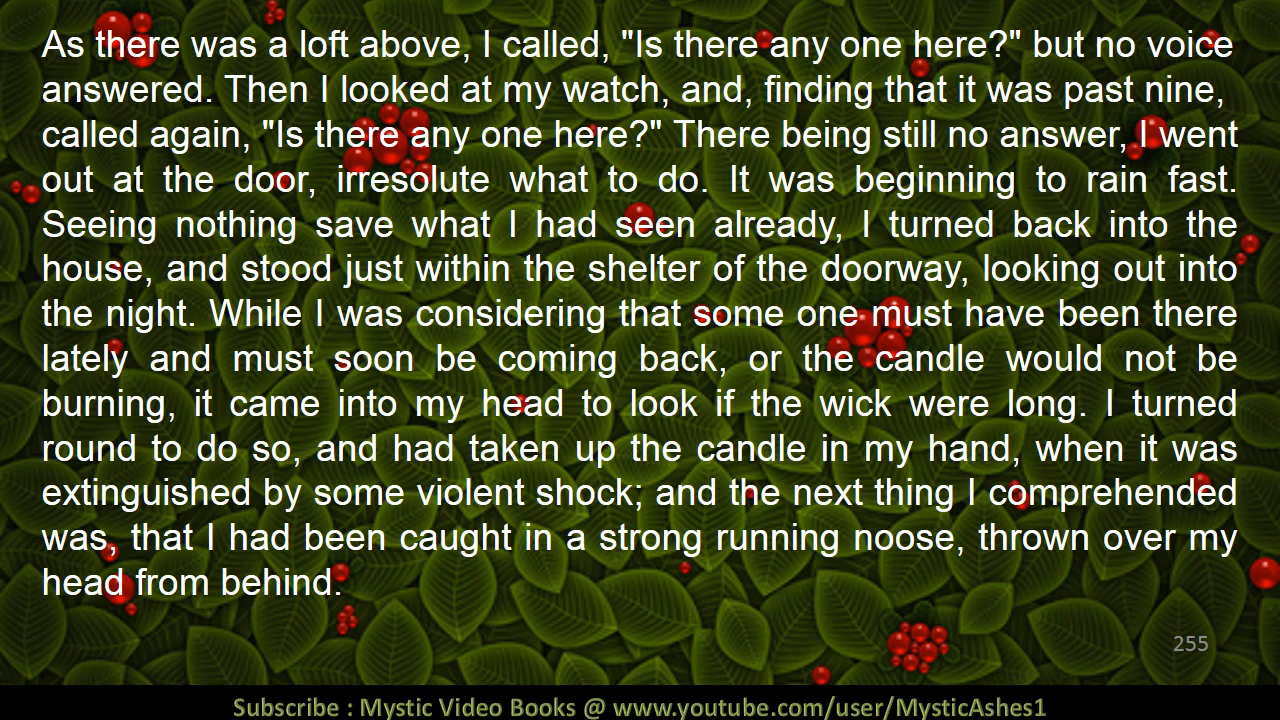 As there was a loft above, I called, "Is there any one here?" but no voice
answered. Then I looked at my watch, and, finding that it was past nine,
called again, "Is there any one here?" There being still no answer, I went
out at the door, irresolute what to do. It was beginning to rain fast.
Seeing nothing save what I had seen already, I turned back into the
house, and stood just within the shelter of the doorway, looking out into
the night. While I was considering that some one must have been there
lately and must soon be coming back, or the candle would not be
burning, it came into my head to look if the wick were long. I turned
round to do so, and had taken up the candle in my hand, when it was
extinguished by some violent shock; and the next thing I comprehended
was, that I had been caught in a strong running noose, thrown over my
head from behind.
255
Subscribe : Mystic Video Books @ www.youtube.com/user/MysticAshes1